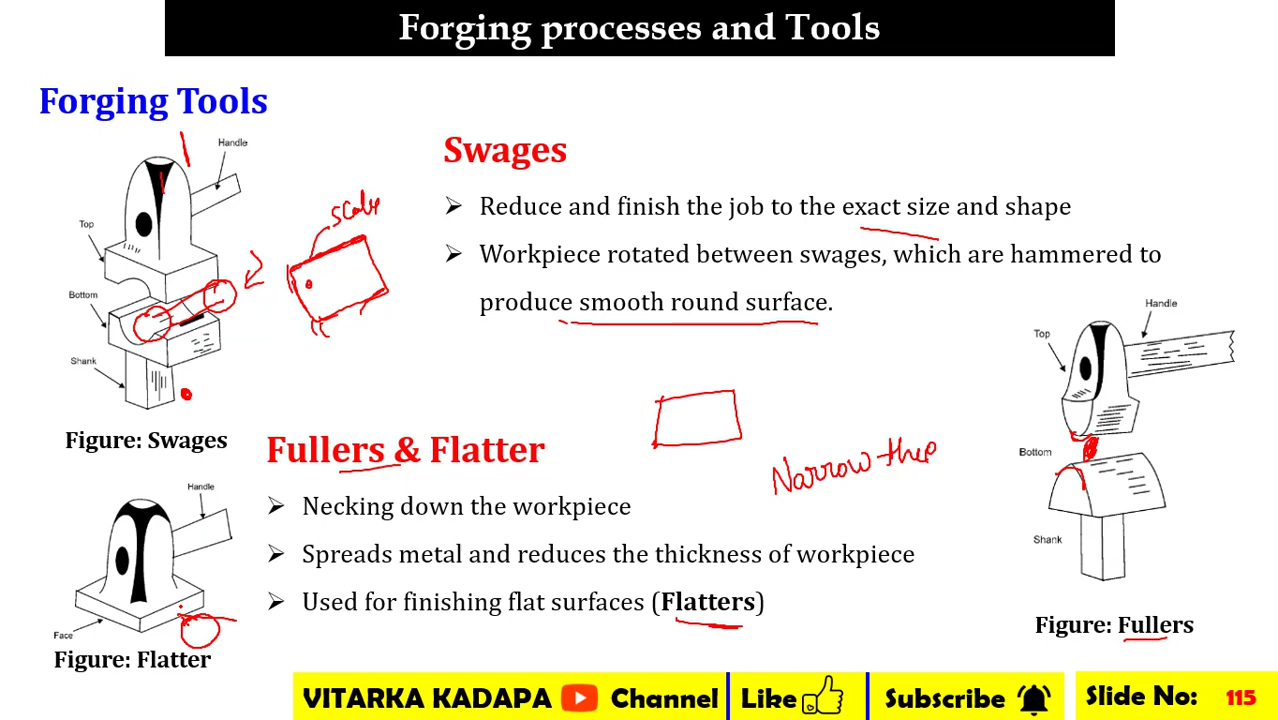 Forging processes and Tools
Forging Tools
Handle
Top
Bottom
Shank
Figure: Swages
Swages
➢ Reduce and finish the job to the exact size and shape
➢ Workpiece rotated between swages, which are hammered to
produce smooth round surface.
Fullers & Flatter
➢ Necking down the workpiece
➢ Spreads metal and reduces the thickness of workpiece
➢ Used for finishing flat surfaces (Flatters)
Narrow
Handle
Face
Figure: Flatter
Handle
Top
Bottom
Shank
Figure: Fullers
VITARKA KADAPA Channel Like Subscribe Slide No: 115